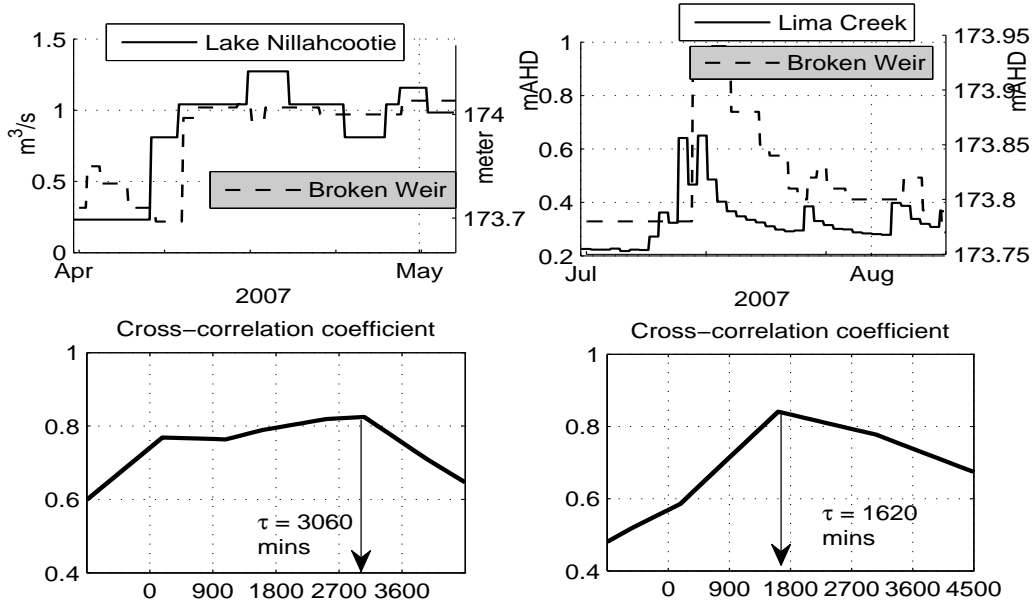 Lake Nillahcootie
Broken Weir
1.5
1
0.5
0
m³/s
174
173.7
meter
Apr
May
2007
Lima Creek
Broken Weir
1
0.8
0.6
0.4
0.2
mAHD
173.95
173.9
173.85
173.8
173.75
mAHD
Jul
Aug
2007
Cross−correlation coefficient
1
0.8
0.6
0.4
τ = 3060
mins
0 900 1800 2700 3600
Cross−correlation coefficient
1
0.8
0.6
0.4
τ = 1620
mins
0 900 1800 2700 3600 4500